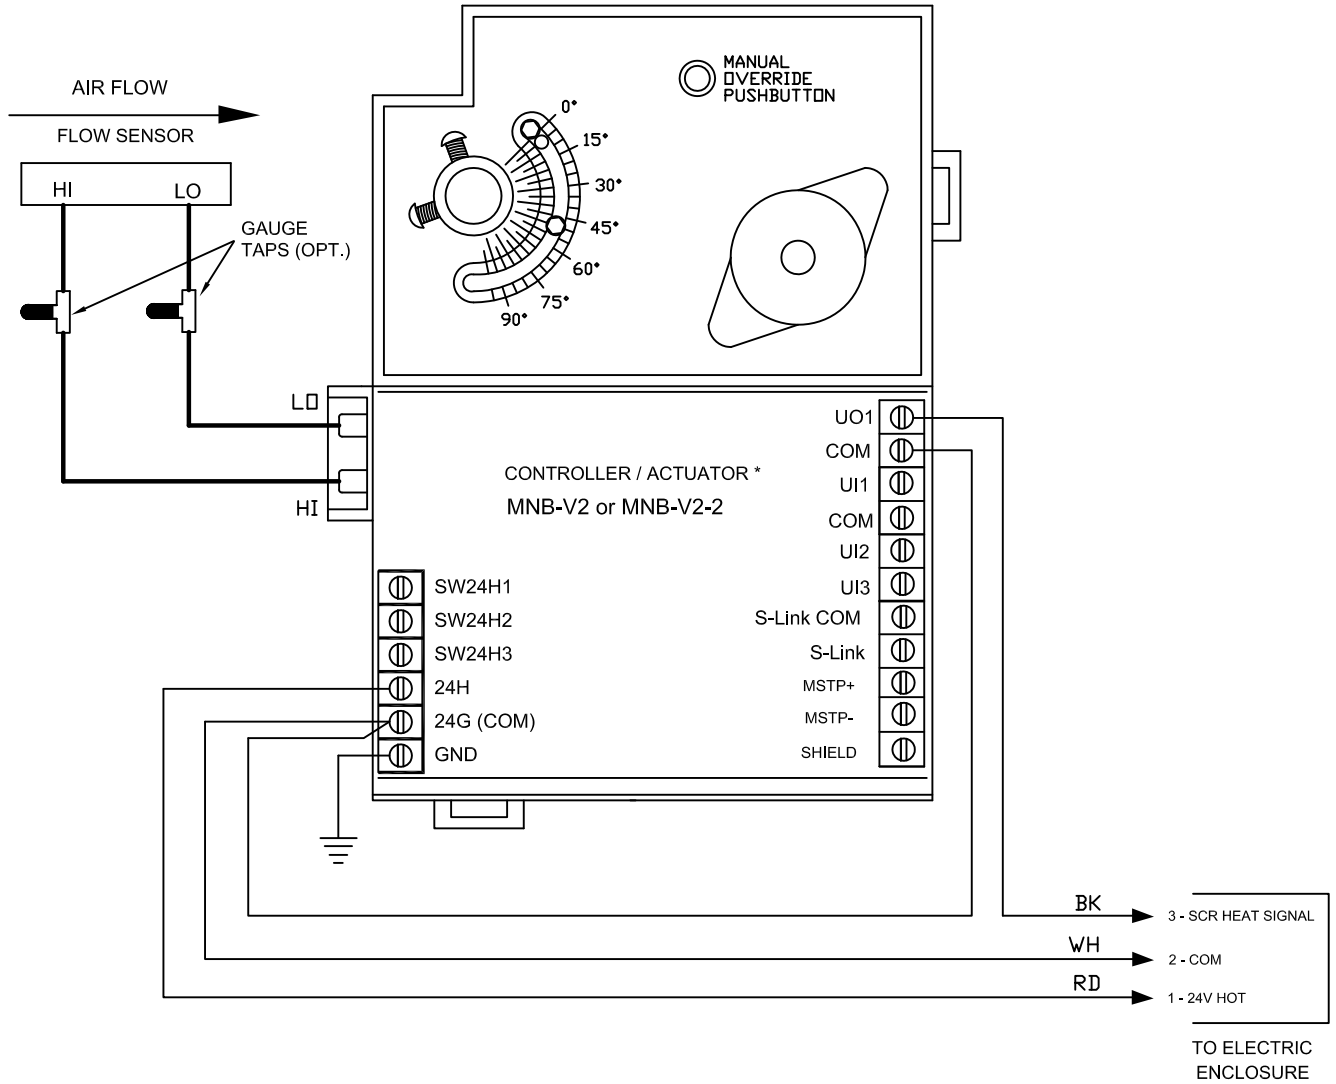 MANUAL
OVERRIDE
PUSHBUTTON
AIR FLOW
FLOW SENSOR
HI
LO
GAUGE
TAPS (OPT.)
0°
15°
30°
45°
60°
75°
90°
LO
HI
CONTROLLER / ACTUATOR *
MNB-V2 or MNB-V2-2
UO1
COM
UI1
COM
UI2
UI3
S-Link COM
S-Link
MSTP+
MSTP-
SHIELD
SW24H1
SW24H2
SW24H3
24H
24G (COM)
GND
BK
3 - SCR HEAT SIGNAL
WH
2 - COM
RD
1 - 24V HOT
TO ELECTRIC
ENCLOSURE